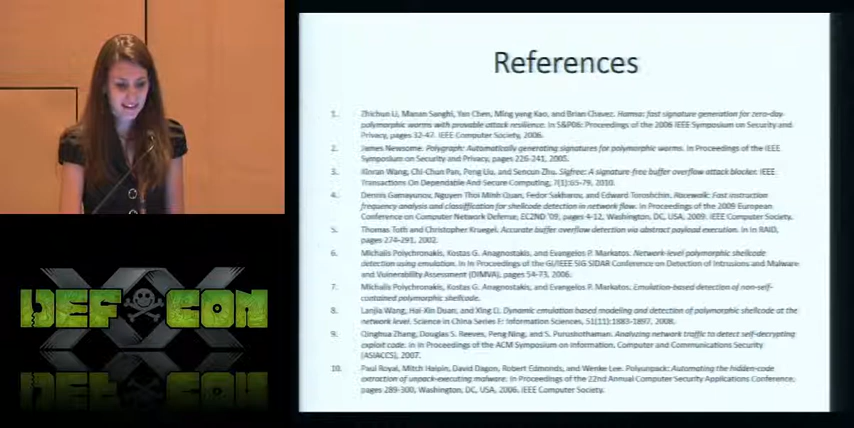 References
1. Zhichun Li, Manan Sanghi, Yan Chen, Ming yang Kao, and Brian Chavez. Hamsa: fast signature generation for zero-day
polymorphic worms with provable attack resilience. In S&P06: Proceedings of the 2006 IEEE Symposium on Security and
Privacy, pages 32-47. IEEE Computer Society, 2006.
2. James Newsome. Polygraph: Automatically generating signatures for polymorphic worms. In Proceedings of the IEEE
Symposium on Security and Privacy, pages 226-241, 2005.
3. Xinran Wang, Chi-Chun Pan, Peng Liu, and Sencun Zhu. Sigfree: A signature-free buffer overflow attack blocker. IEEE
Transactions On Dependable And Secure Computing, 7(1):65-79, 2010.
4. Dennis Gamayunov, Nguyen Thoi Minh Quan, Fedor Sakharov, and Edward Toroshchin. Racewalk: Fast instruction
frequency analysis and classification for shellcode detection in network flow. In Proceedings of the 2009 European
Conference on Computer Network Defense, EC2ND '09, pages 4-12, Washington, DC, USA, 2009. IEEE Computer Society.
5. Thomas Toth and Christopher Kruegel. Accurate buffer overflow detection via abstract payload execution. In In RAID,
pages 274-291, 2002.
6. Michalis Polychronakis, Kostas G. Anagnostakis, and Evangelos P. Markatos. Network-level polymorphic shellcode
detection using emulation. In In Proceedings of the GI/IEEE SIG SIDAR Conference on Detection of Intrusions and Malware
and Vulnerability Assessment (DIMVA), pages 54-73, 2006.
7. Michalis Polychronakis, Kostas G. Anagnostakis, and Evangelos P. Markatos. Emulation-based detection of non-self-
contained polymorphic shellcode.
8. Lanjia Wang, Hai-Xin Duan, and Xing Li. Dynamic emulation based modeling and detection of polymorphic shellcode at the
network level. Science in China Series F: Information Sciences, 51(11):1883-1897, 2008.
9. Qinghua Zhang, Douglas S. Reeves, Peng Ning, and S. Purushothaman. Analyzing network traffic to detect self-decrypting
exploit code. In In Proceedings of the ACM Symposium on Information, Computer and Communications Security
(ASIACCS), 2007.
10. Paul Royal, Mitch Halpin, David Dagon, Robert Edmonds, and Wenke Lee. Polyunpack: Automating the hidden-code
extraction of unpack-executing malware. In Proceedings of the 22nd Annual Computer Security Applications Conference,
pages 289-300, Washington, DC, USA, 2006. IEEE Computer Society.
XX
DEFCON